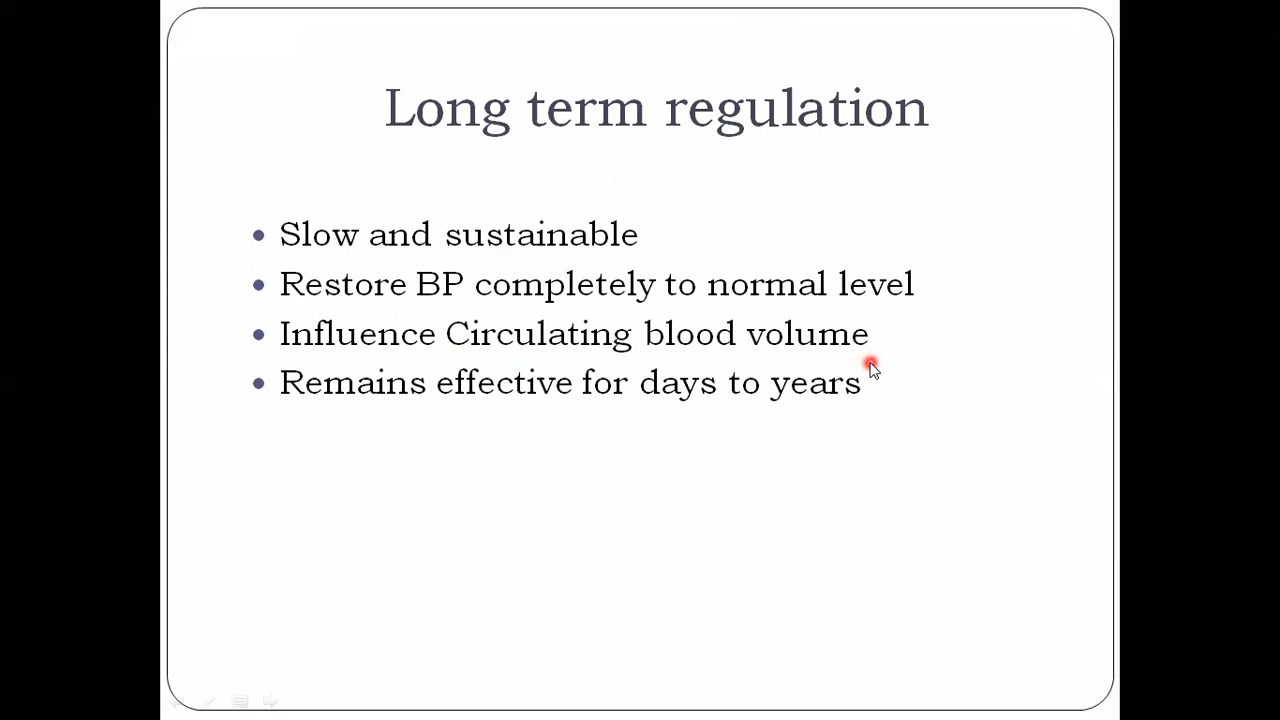 Long term regulation
Slow and sustainable
Restore BP completely to normal level
Influence Circulating blood volume
Remains effective for days to years